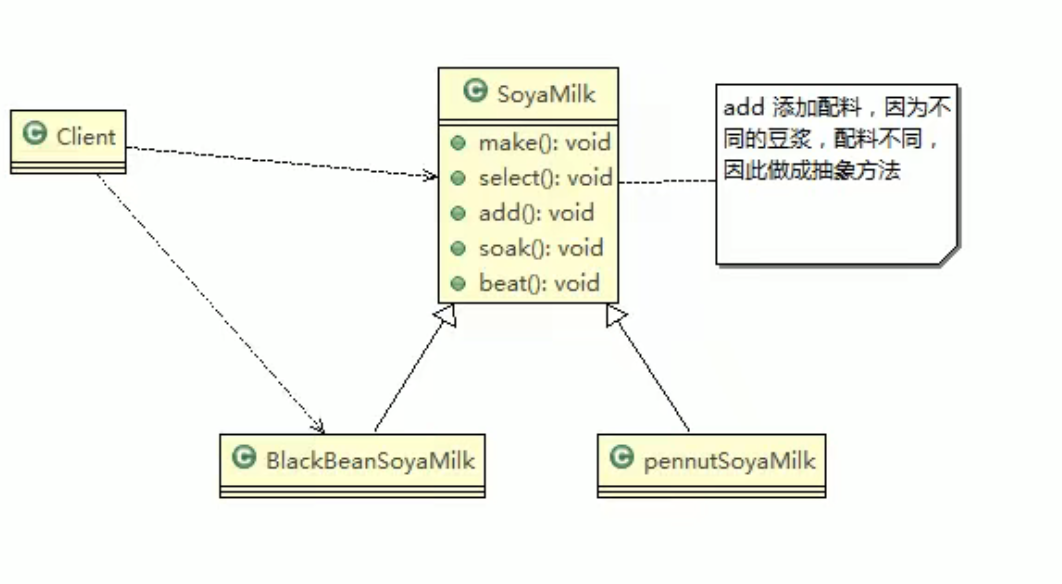 Client
SoyaMilk
make(): void
select(): void
add(): void
soak(): void
beat(): void
add 添加配料，因为不
同的豆浆，配料不同，
因此做成抽象方法
BlackBeanSoyaMilk
pennutSoyaMilk